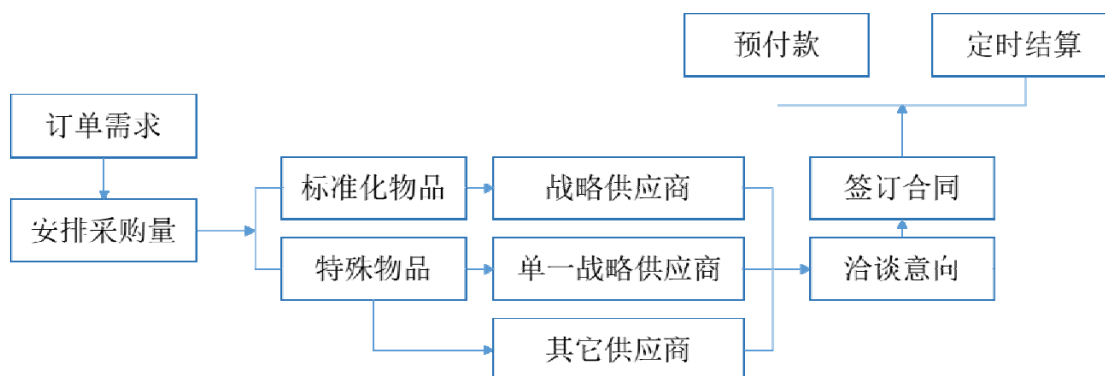 预付款
定时结算
订单需求
标准化物品
战略供应商
签订合同
安排采购量
特殊物品
单一战略供应商
洽谈意向
其它供应商